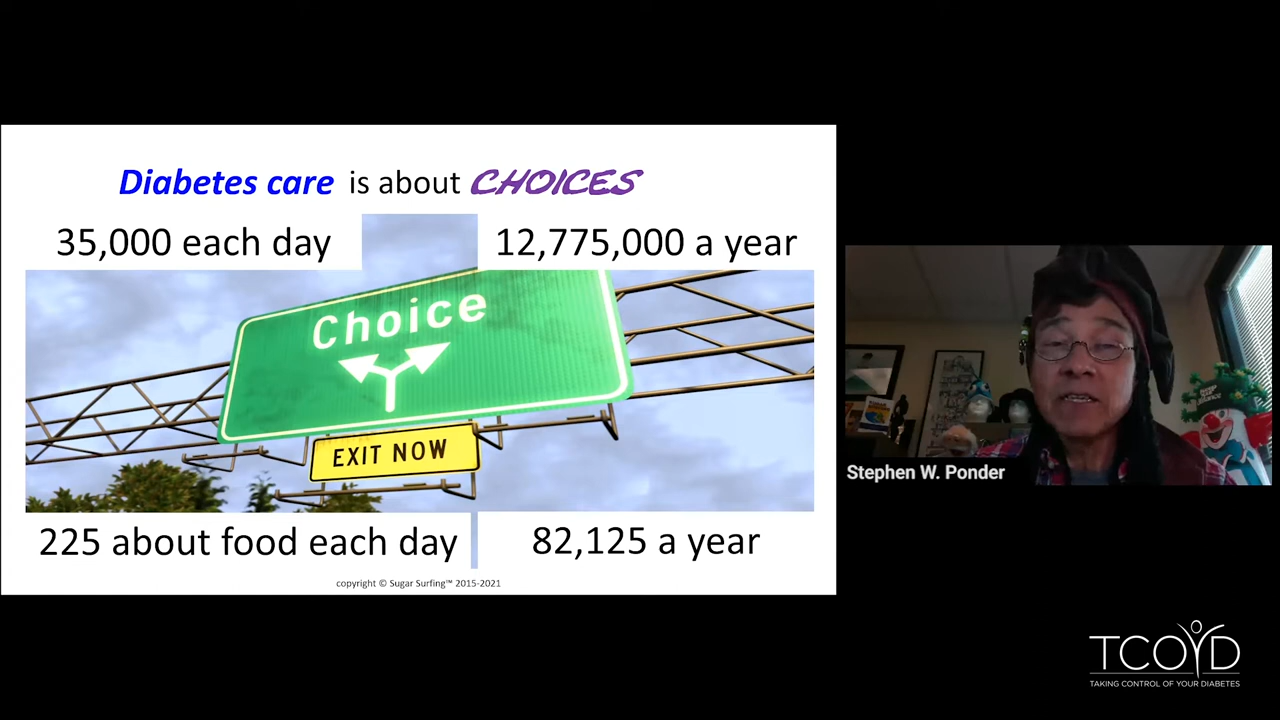 Diabetes care is about CHOICES
35,000 each day
12,775,000 a year
Choice
EXIT NOW
225 about food each day
82,125 a year
copyright © Sugar Surfing™ 2015-2021
Stephen W. Ponder
TCOYD
TAKING CONTROL OF YOUR DIABETES